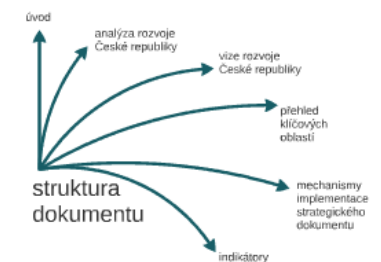 úvod
analýza rozvoje
České republiky
vize rozvoje
České republiky
přehled
klíčových
oblastí
mechanismy
implementace
strategického
dokumentu
struktura
dokumentu
indikátory